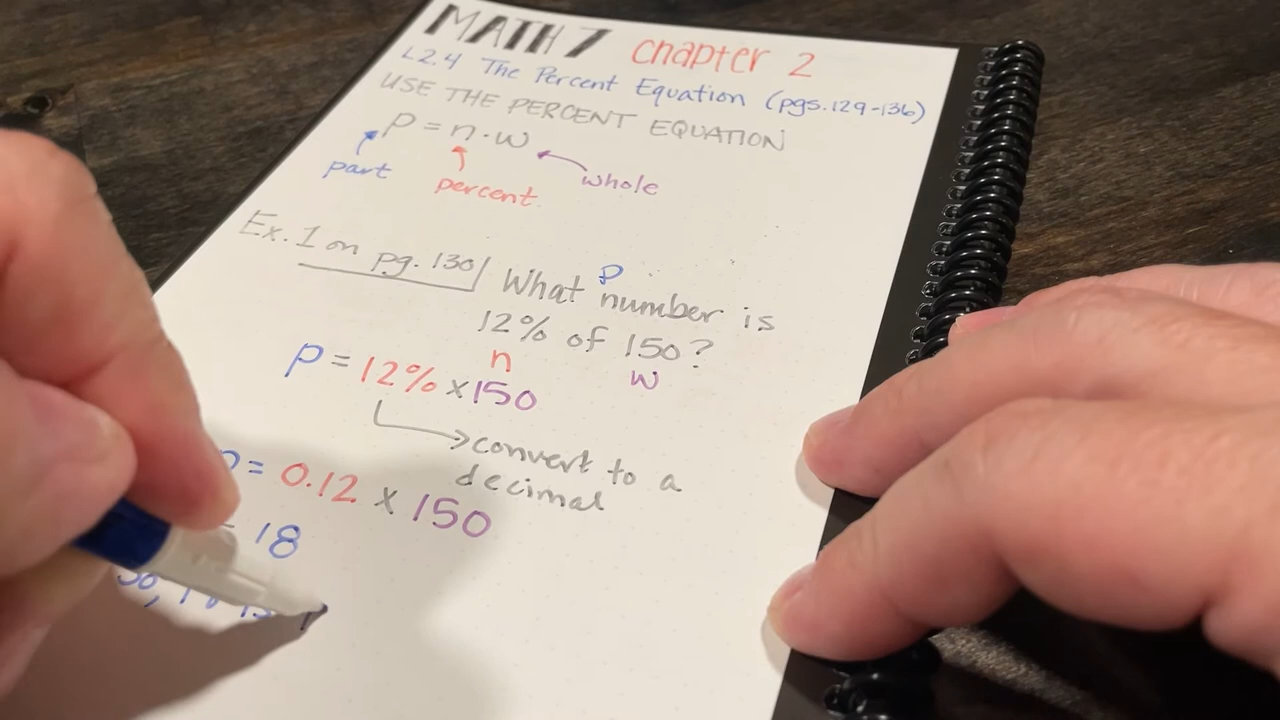 MATH 7 chapter 2
L2.4 The Percent Equation (pgs. 129-136)
USE THE PERCENT EQUATION
p = n · w
part
percent
whole
Ex. 1 on pg. 130
p
What number is
12% of 150?
n
w
p = 12% × 150
convert to a
decimal
p = 0.12 × 150
= 18
So,